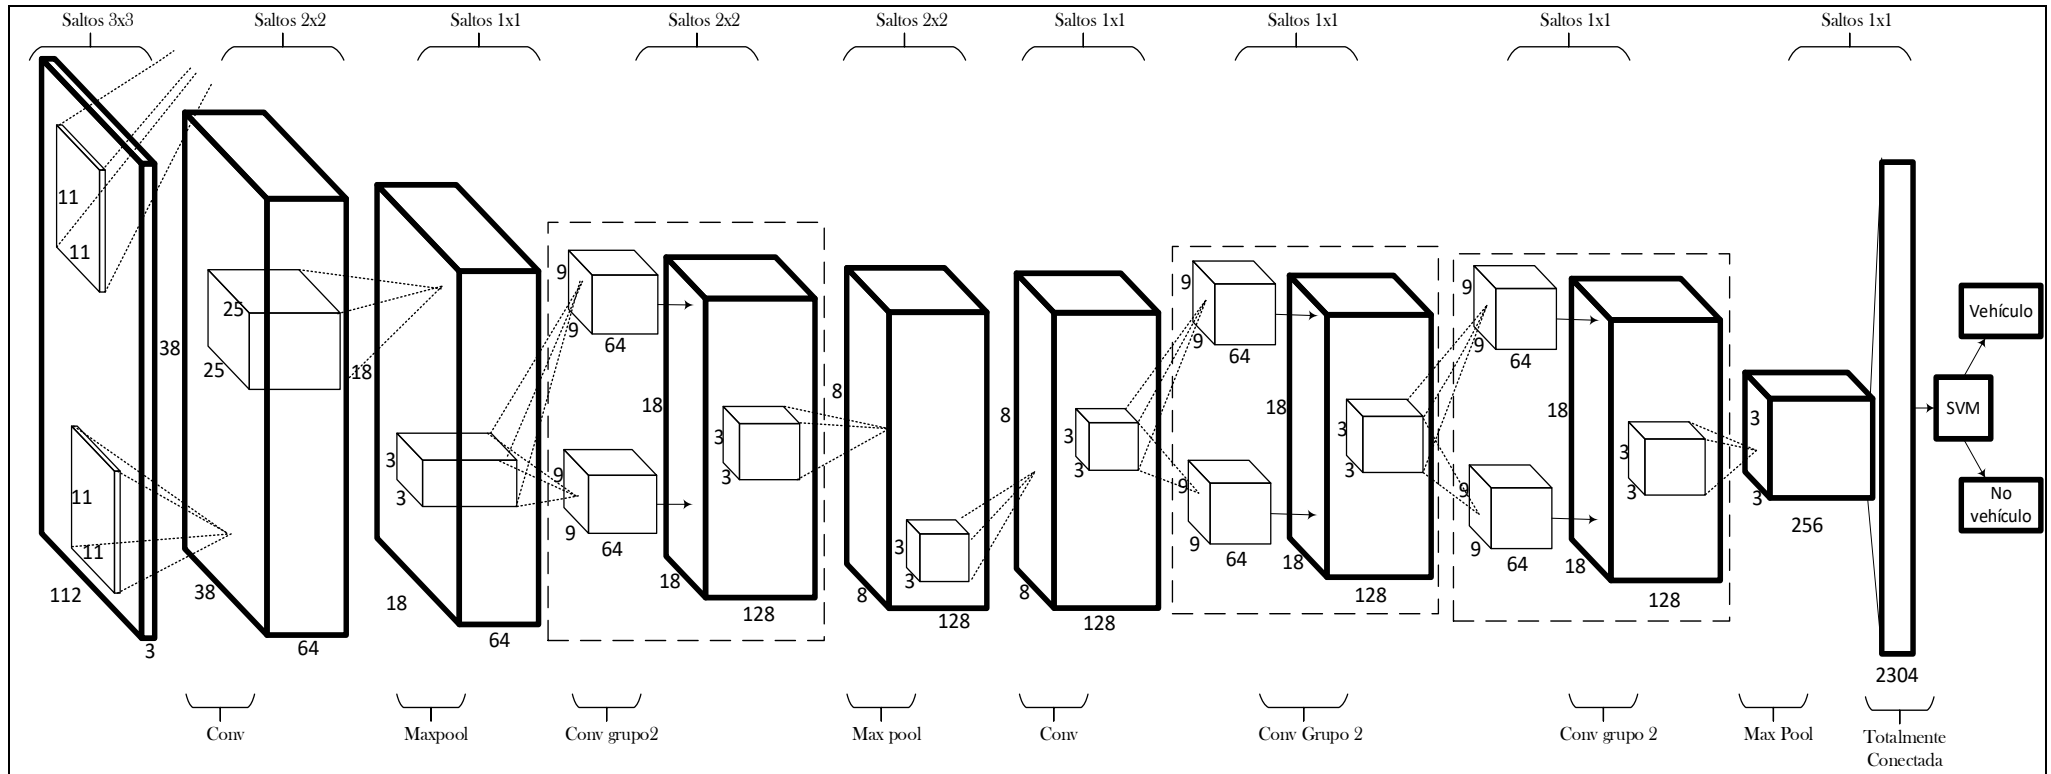 Saltos 3x3
Saltos 2x2
Saltos 1x1
Saltos 2x2
Saltos 2x2
Saltos 1x1
Saltos 1x1
Saltos 1x1
Saltos 1x1
11
11
11
11
112
3
38
38
64
25
25
18
18
64
3
3
9
9
64
9
9
64
18
18
128
3
3
8
8
128
3
3
8
8
128
3
3
9
9
64
9
9
64
18
18
128
3
3
9
9
64
9
9
64
18
18
128
3
3
3
3
256
2304
SVM
Vehículo
No
vehículo
Conv
Maxpool
Conv grupo2
Max pool
Conv
Conv Grupo 2
Conv grupo 2
Max Pool
Totalmente
Conectada